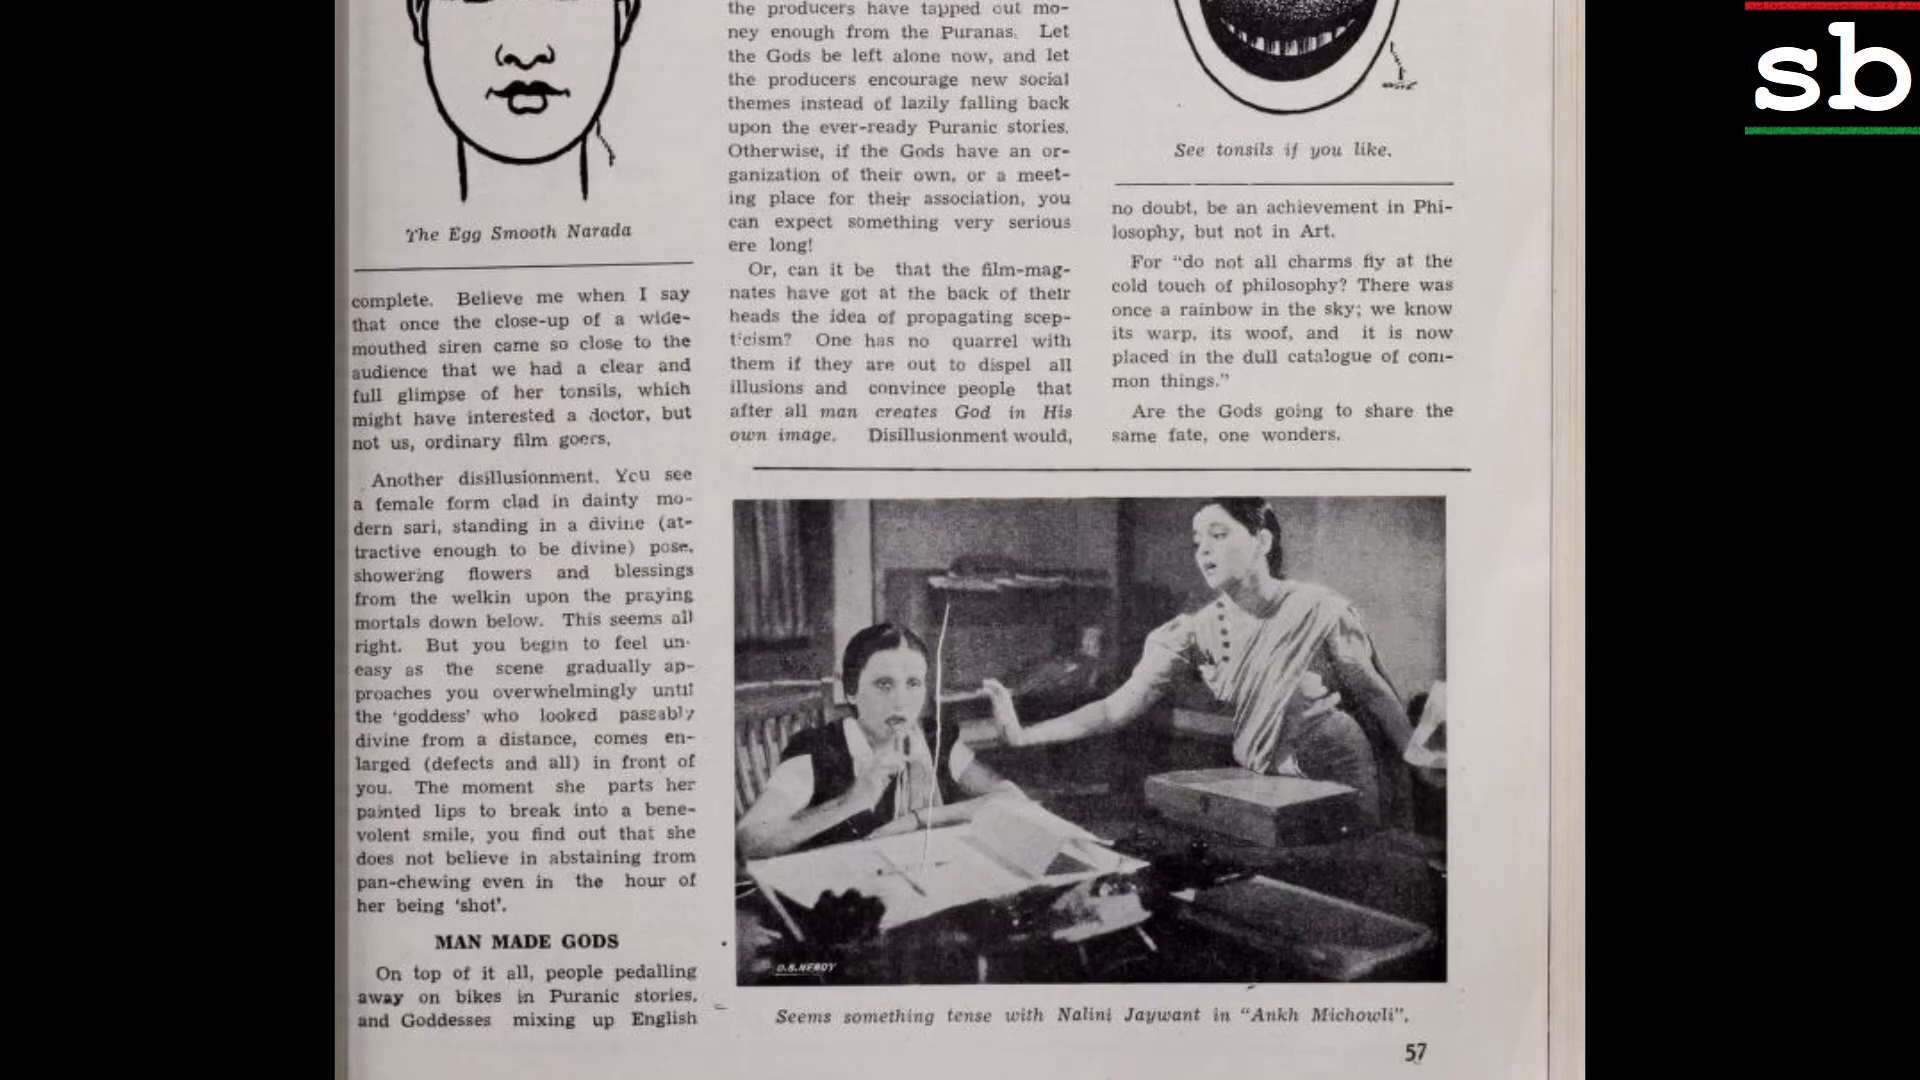 The Egg Smooth Narada
complete. Believe me when I say
that once the close-up of a wide-
mouthed siren came so close to the
audience that we had a clear and
full glimpse of her tonsils, which
might have interested a doctor, but
not us, ordinary film goers.
Another disillusionment. You see
a female form clad in dainty mo-
dern sari, standing in a divine (at-
tractive enough to be divine) pose,
showering flowers and blessings
from the welkin upon the praying
mortals down below. This seems all
right. But you begin to feel un-
easy as the scene gradually ap-
proaches you overwhelmingly until
the 'goddess' who looked passably
divine from a distance, comes en-
larged (defects and all) in front of
you. The moment she parts her
painted lips to break into a bene-
volent smile, you find out that she
does not believe in abstaining from
pan-chewing even in the hour of
her being 'shot'.
MAN MADE GODS
On top of it all, people pedalling
away on bikes in Puranic stories,
and Goddesses mixing up English
the producers have tapped out mo-
ney enough from the Puranas. Let
the Gods be left alone now, and let
the producers encourage new social
themes instead of lazily falling back
upon the ever-ready Puranic stories.
Otherwise, if the Gods have an or-
ganization of their own, or a meet-
ing place for their association, you
can expect something very serious
ere long!
Or, can it be that the film-mag-
nates have got at the back of their
heads the idea of propagating scep-
ticism? One has no quarrel with
them if they are out to dispel all
illusions and convince people that
after all man creates God in His
own image. Disillusionment would,
See tonsils if you like.
no doubt, be an achievement in Phi-
losophy, but not in Art.
For "do not all charms fly at the
cold touch of philosophy? There was
once a rainbow in the sky; we know
its warp, its woof, and it is now
placed in the dull catalogue of com-
mon things."
Are the Gods going to share the
same fate, one wonders.
D.R.NEROY
Seems something tense with Nalini Jaywant in "Ankh Michowli".
57
sb